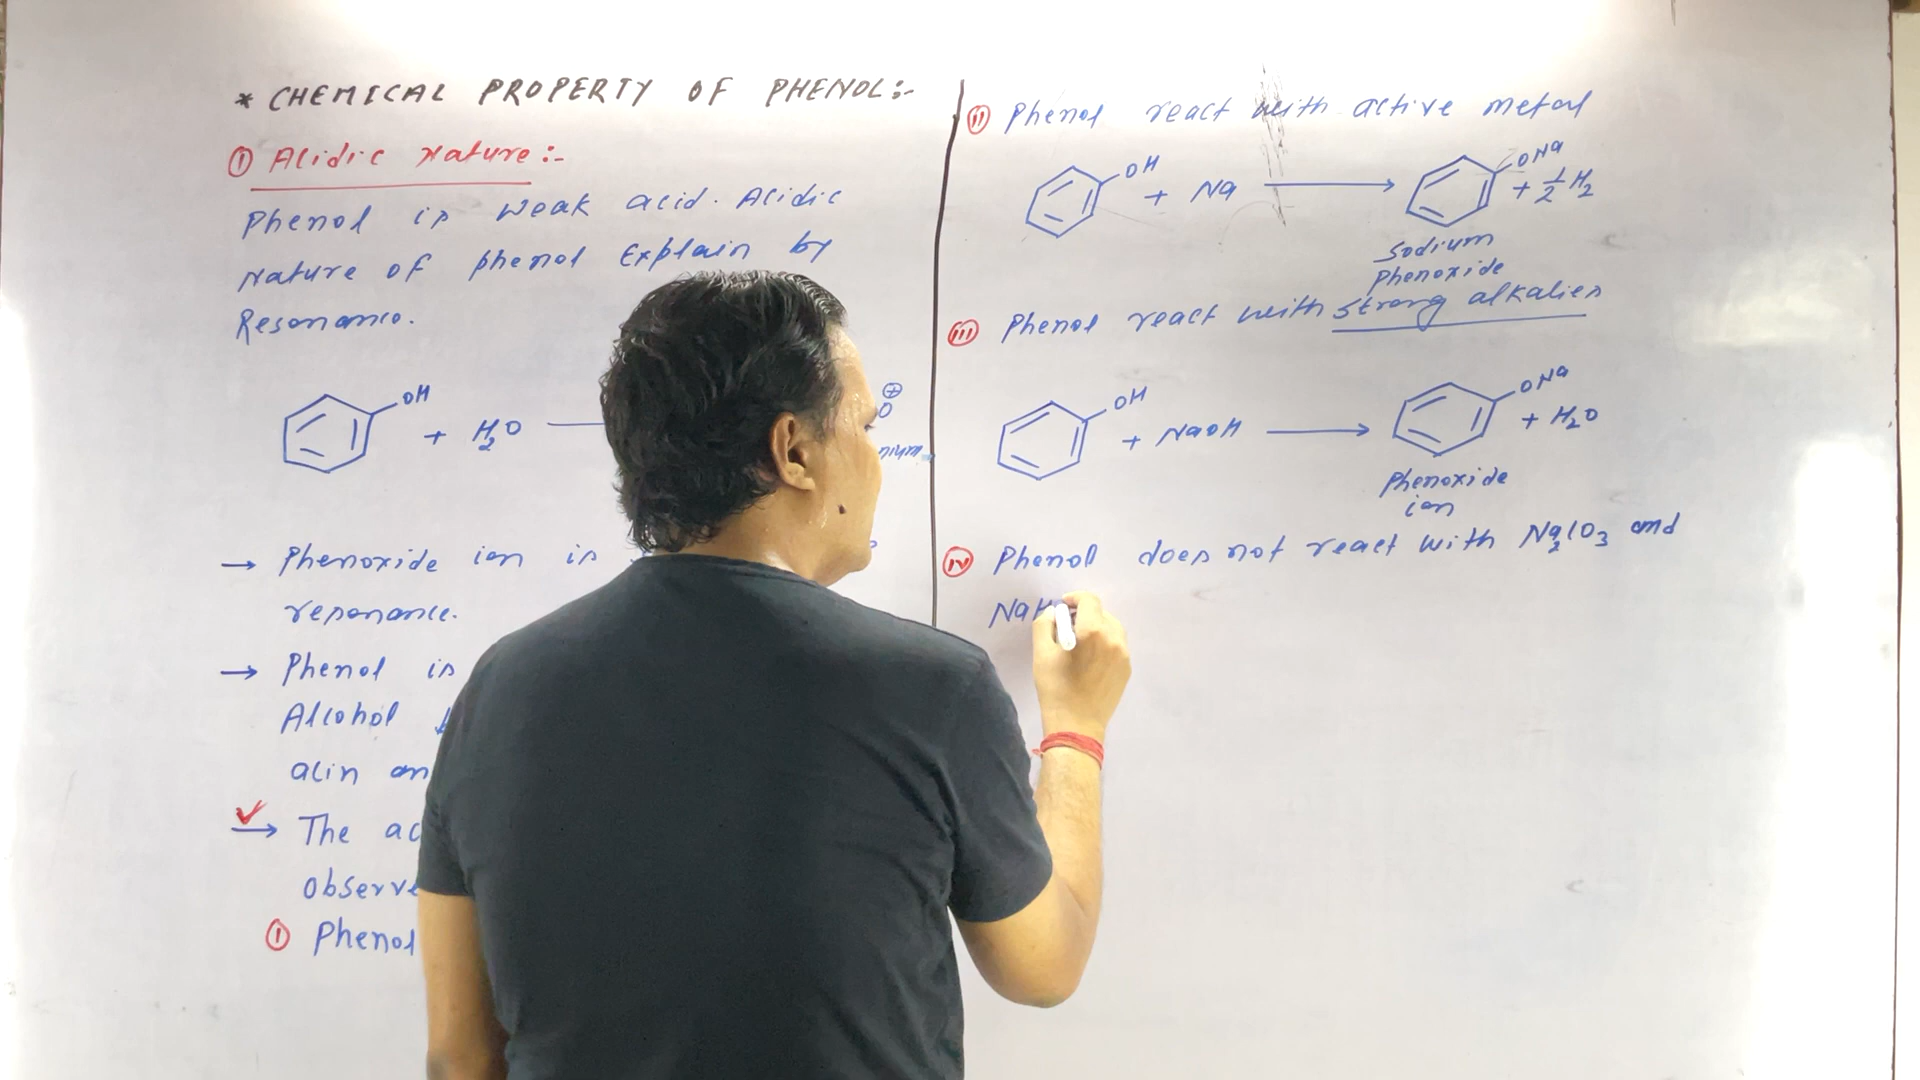 * CHEMICAL PROPERTY OF PHENOL:-
① Acidic Nature:-
Phenol is weak acid. Acidic
Nature of phenol Explain by
Resonance.
OH
+ H2O
⊕
O
nium
→ Phenoxide ion is
resonance.
→ Phenol is
Alcohol
acin an
→ The ac
observe
① Phenol
(ii) Phenol react with active metal
OH + Na → ONa + 1/2 H2
Sodium
Phenoxide
(iii) Phenol react with strong alkalies
OH + NaOH → ONa + H2O
Phenoxide
ion
(iv) Phenol does not react with Na2CO3 and
NaH